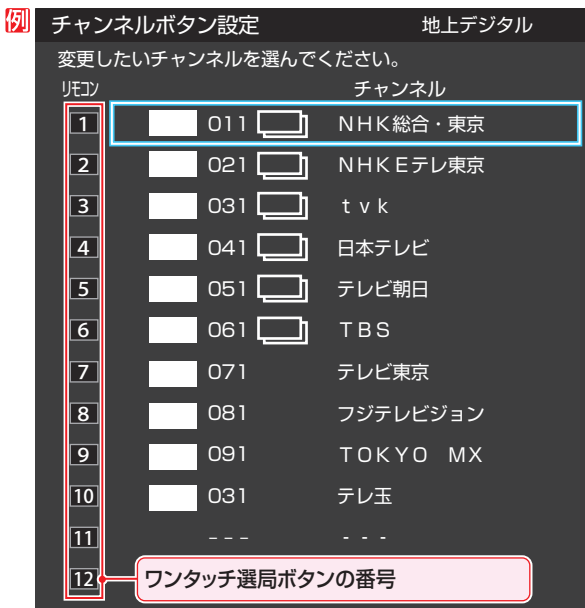 例
チャンネルボタン設定 地上デジタル
変更したいチャンネルを選んでください。
リモコン チャンネル
1 011 NHK総合・東京
2 021 NHKEテレ東京
3 031 tvk
4 041 日本テレビ
5 051 テレビ朝日
6 061 TBS
7 071 テレビ東京
8 081 フジテレビジョン
9 091 TOKYO MX
10 031 テレ玉
11 --- ---
12 ワンタッチ選局ボタンの番号